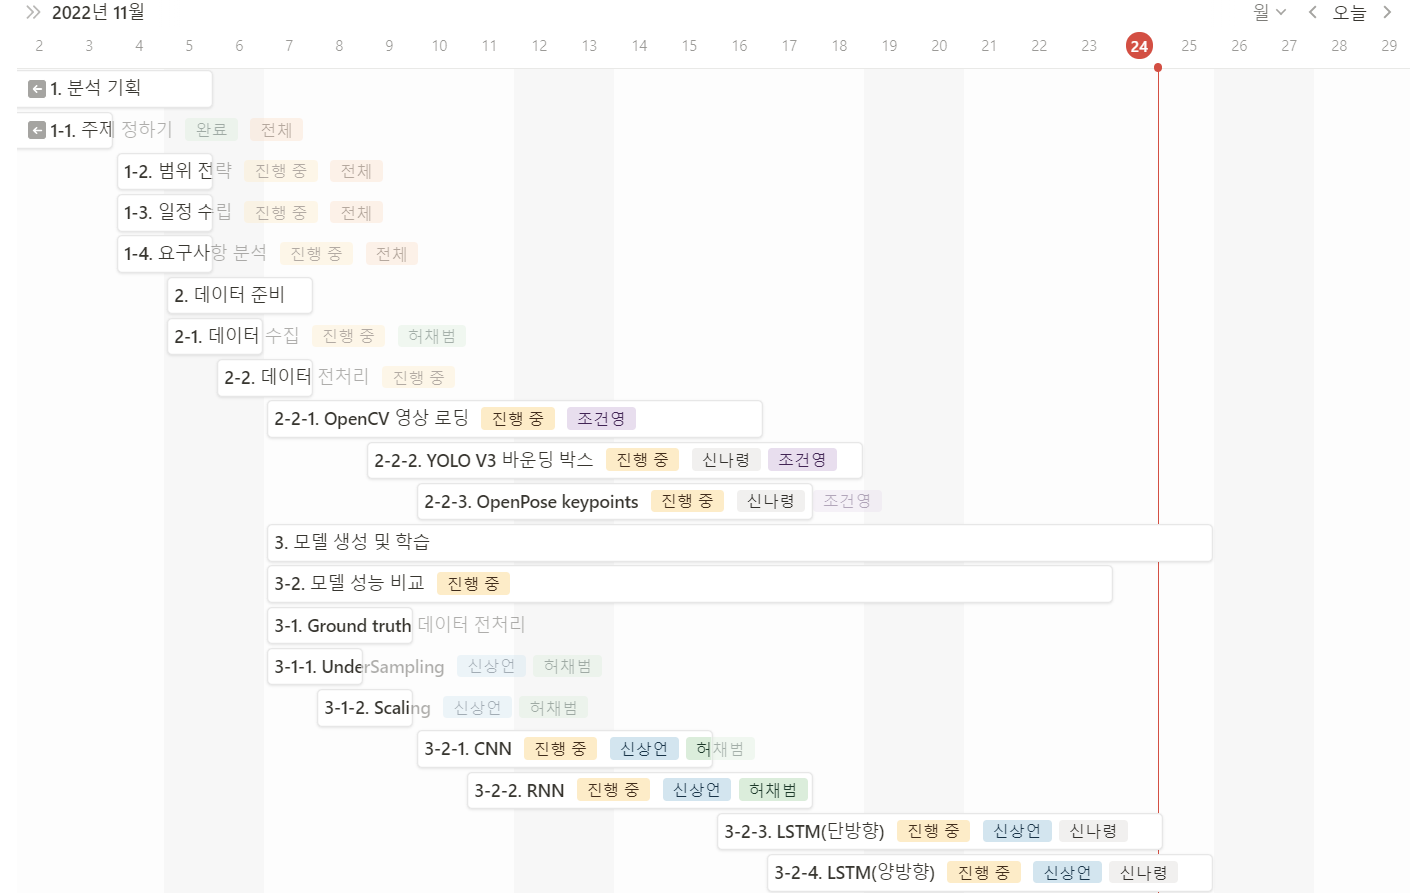 2022년 11월 월 오늘
2 3 4 5 6 7 8 9 10 11 12 13 14 15 16 17 18 19 20 21 22 23 24 25 26 27 28 29
1. 분석 기획
1-1. 주제 정하기 완료 전체
1-2. 범위 전략 진행 중 전체
1-3. 일정 수립 진행 중 전체
1-4. 요구사항 분석 진행 중 전체
2. 데이터 준비
2-1. 데이터 수집 진행 중 허채범
2-2. 데이터 전처리 진행 중
2-2-1. OpenCV 영상 로딩 진행 중 조건영
2-2-2. YOLO V3 바운딩 박스 진행 중 신나령 조건영
2-2-3. OpenPose keypoints 진행 중 신나령 조건영
3. 모델 생성 및 학습
3-2. 모델 성능 비교 진행 중
3-1. Ground truth 데이터 전처리
3-1-1. UnderSampling 신상언 허채범
3-1-2. Scaling 신상언 허채범
3-2-1. CNN 진행 중 신상언 허채범
3-2-2. RNN 진행 중 신상언 허채범
3-2-3. LSTM(단방향) 진행 중 신상언 신나령
3-2-4. LSTM(양방향) 진행 중 신상언 신나령